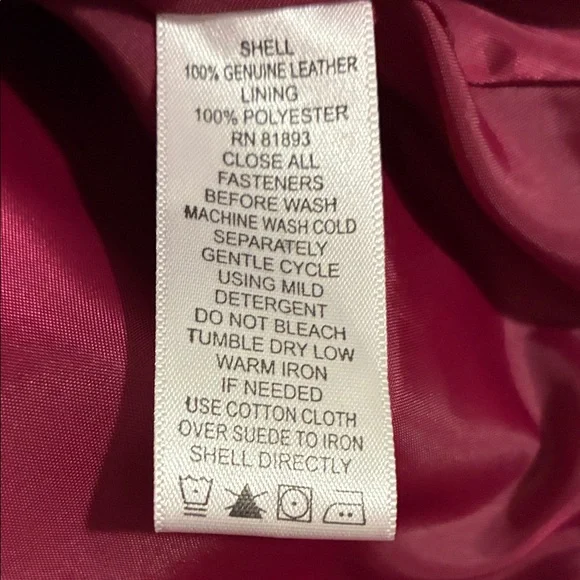 SHELL
100% GENUINE LEATHER
LINING
100% POLYESTER
RN 81893
CLOSE ALL
FASTENERS
BEFORE WASH
MACHINE WASH COLD
SEPARATELY
GENTLE CYCLE
USING MILD
DETERGENT
DO NOT BLEACH
TUMBLE DRY LOW
WARM IRON
IF NEEDED
USE COTTON CLOTH
OVER SUEDE TO IRON
SHELL DIRECTLY